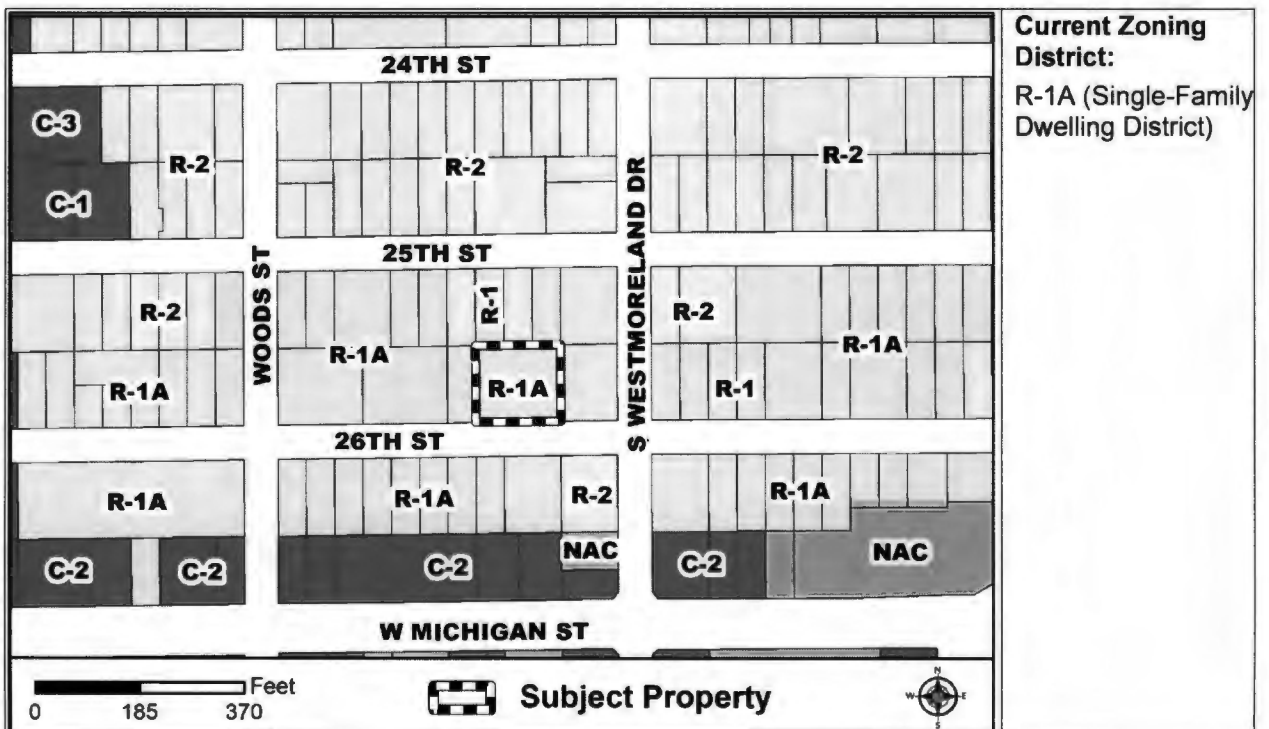 24TH ST
C-3
R-2
R-2
R-2
C-1
25TH ST
WOODS ST
S WESTMORELAND DR
R-2
R-1
R-2
R-1A
R-1A
R-1A
R-1A
R-1
26TH ST
R-1A
R-1A
R-2
R-1A
C-2
C-2
C-2
NAC
C-2
NAC
W MICHIGAN ST
Feet
0 185 370
Subject Property
N
W E
S
Current Zoning
District:
R-1A (Single-Family
Dwelling District)